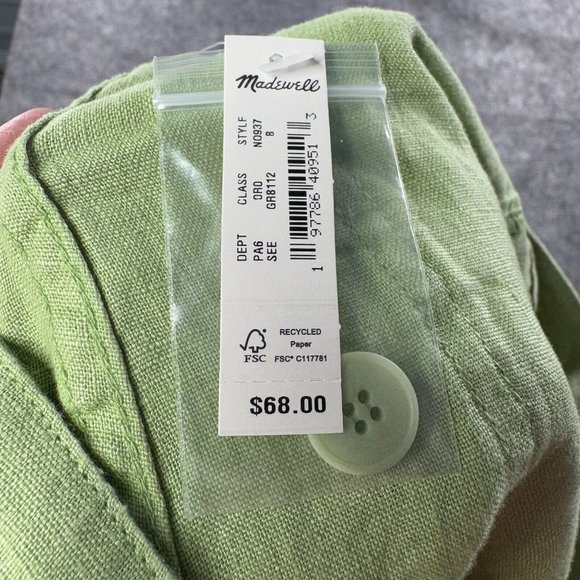 Madewell
DEPT CLASS STYLE
PA6 ORO N0937
SEE GR8112 8
1 97786 40951 3
RECYCLED
Paper
FSC
FSC® C117781
$68.00